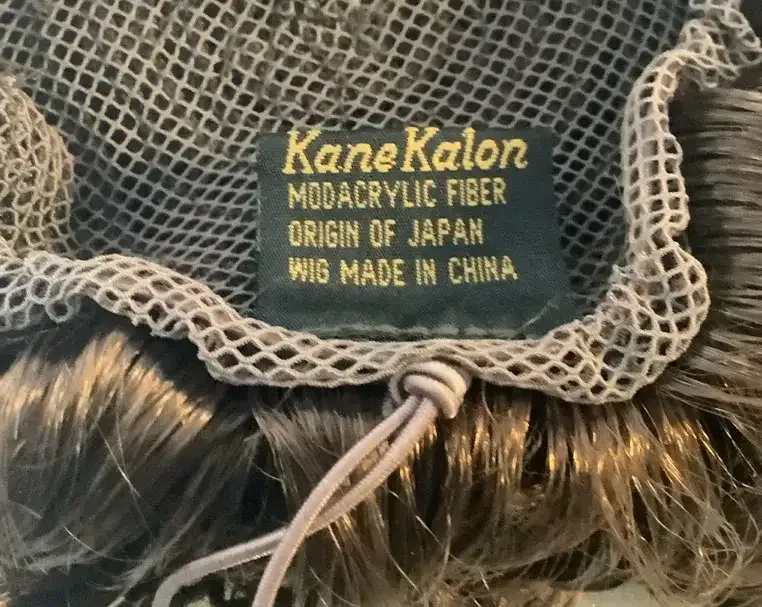 KaneKalon
MODACRYLIC FIBER
ORIGIN OF JAPAN
WIG MADE IN CHINA